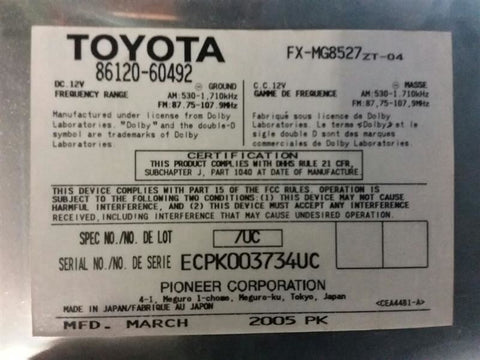 TOYOTA
86120-60492
FX-MG8527ZT-04
DC.12V ⊖ GROUND
FREQUENCY RANGE AM:530-1,710kHz
FM:87.75-107.9MHz
C.C.12V ⊖ MASSE
GAMME DE FREQUENCE AM:530-1,710kHz
FM:87.75-107.9MHz
Manufactured under license from Dolby
Laboratories. "Dolby" and the double-D
symbol are trademarks of Dolby
Laboratories.
Fabriqué sous licence de Dolby
Laboratories. Le terme «Dolby» et le
sigle double D sont des marques
commerciales de Dolby Laboratories.
CERTIFICATION
THIS PRODUCT COMPLIES WITH DHHS RULE 21 CFR,
SUBCHAPTER J, PART 1040 AT DATE OF MANUFACTURE.
THIS DEVICE COMPLIES WITH PART 15 OF THE FCC RULES. OPERATION IS
SUBJECT TO THE FOLLOWING TWO CONDITIONS:(1) THIS DEVICE MAY NOT CAUSE
HARMFUL INTERFERENCE, AND (2) THIS DEVICE MUST ACCEPT ANY INTERFERENCE
RECEIVED,INCLUDING INTERFERENCE THAT MAY CAUSE UNDESIRED OPERATION.
SPEC NO./NO. DE LOT /UC
SERIAL NO./NO. DE SERIE ECPK003734UC
PIONEER CORPORATION
4-1, Meguro 1-chome, Meguro-ku, Tokyo, Japan
MADE IN JAPAN/FABRIQUE AU JAPON <CEA4481-A>
MFD. MARCH 2005 PK